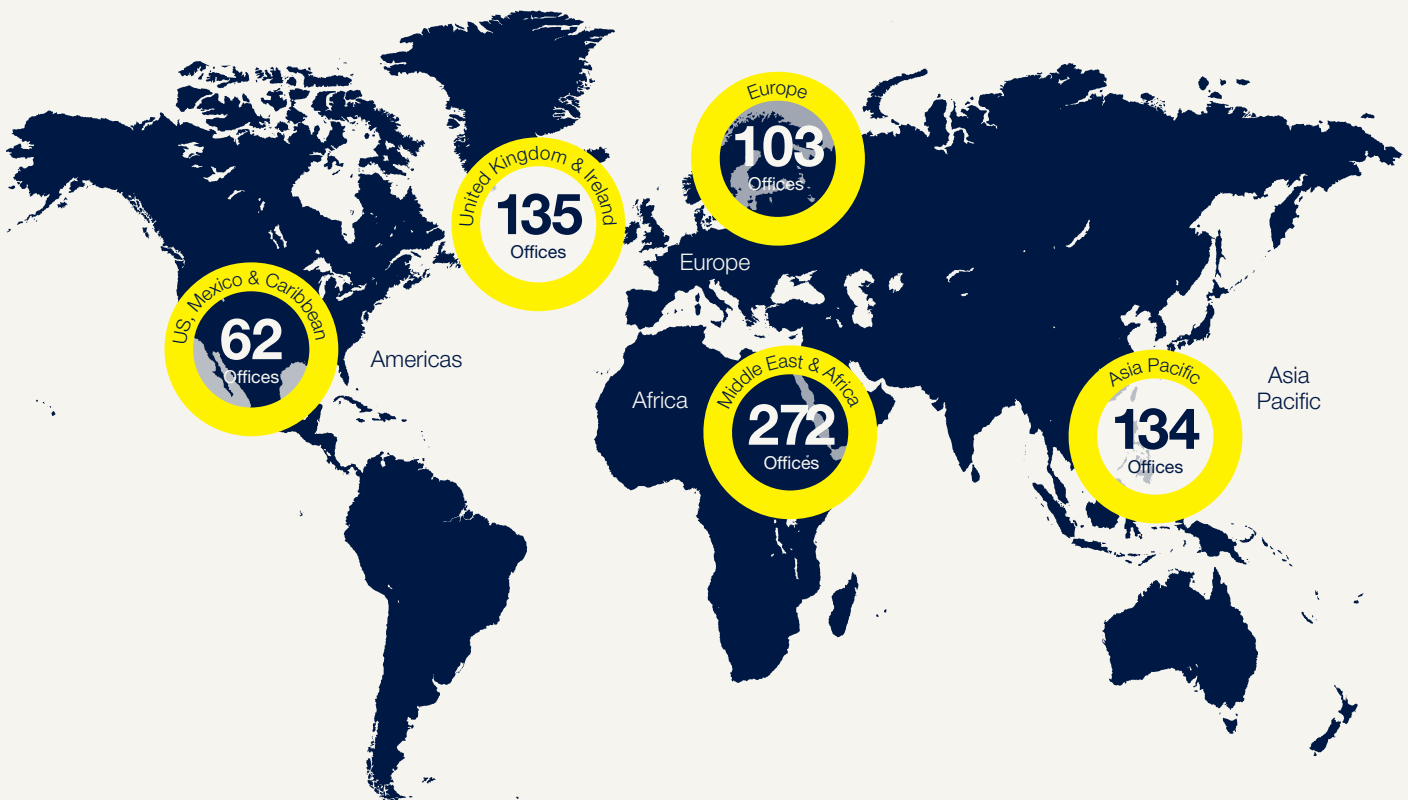 Europe
103
Offices
United Kingdom & Ireland
135
Offices
Europe
US, Mexico & Caribbean
62
Offices
Americas
Middle East & Africa
272
Offices
Africa
Asia Pacific
134
Offices
Asia
Pacific